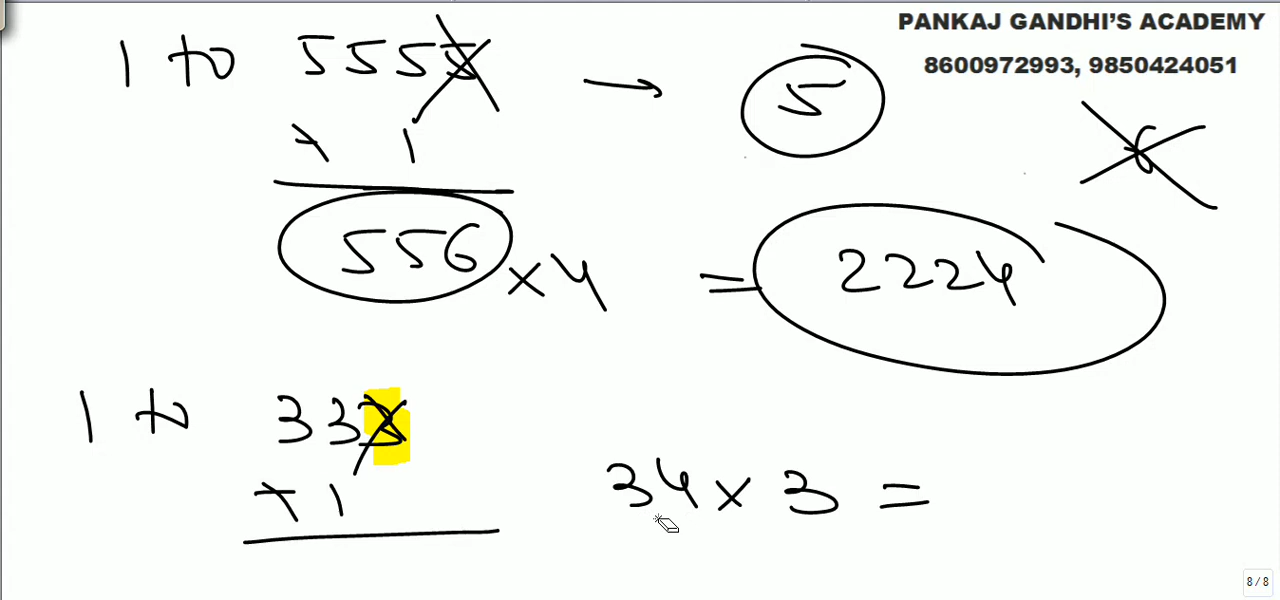 PANKAJ GANDHI'S ACADEMY
8600972993, 9850424051
1 to 5555 → 5
+ 1
6
556 × 4 = 2224
1 to 333
+ 1
34 × 3 =
8/8